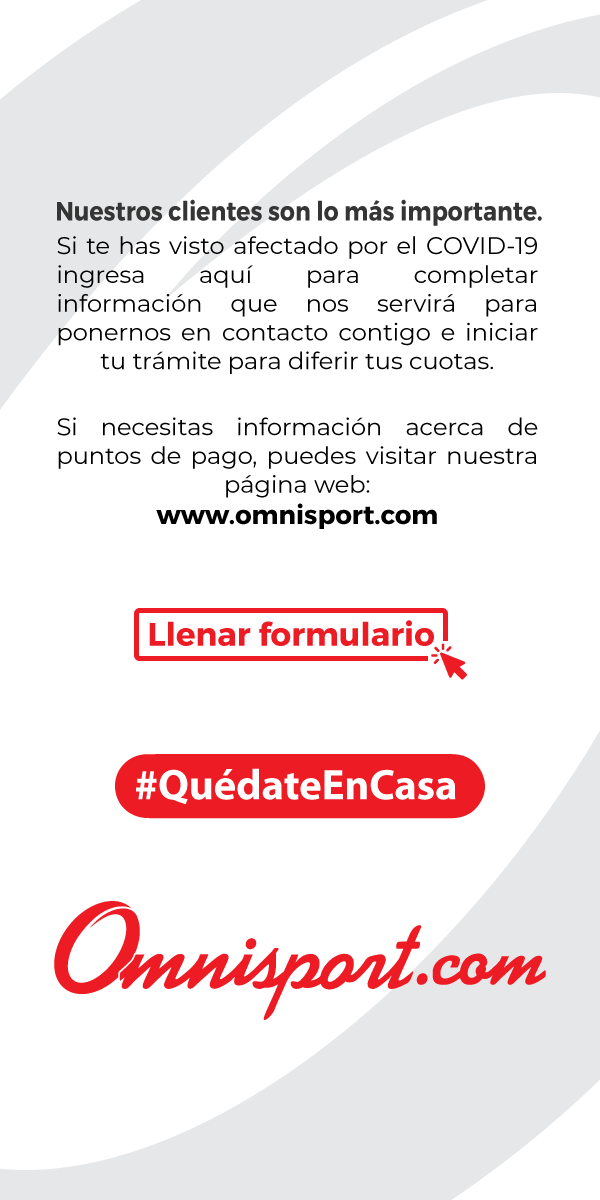 Nuestros clientes son lo más importante.
Si te has visto afectado por el COVID-19
ingresa aquí para completar
información que nos servirá para
ponernos en contacto contigo e iniciar
tu trámite para diferir tus cuotas.
Si necesitas información acerca de
puntos de pago, puedes visitar nuestra
página web:
www.omnisport.com
Llenar formulario
#QuédateEnCasa
Omnisport.com